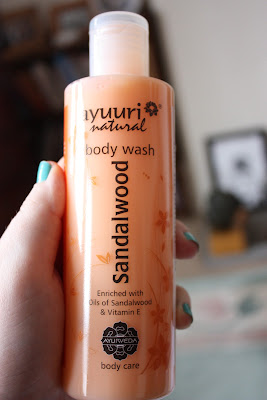 ayuuri
natural
body wash
Sandalwood
Enriched with
Oils of Sandalwood
& Vitamin E
AYURVEDA
body care